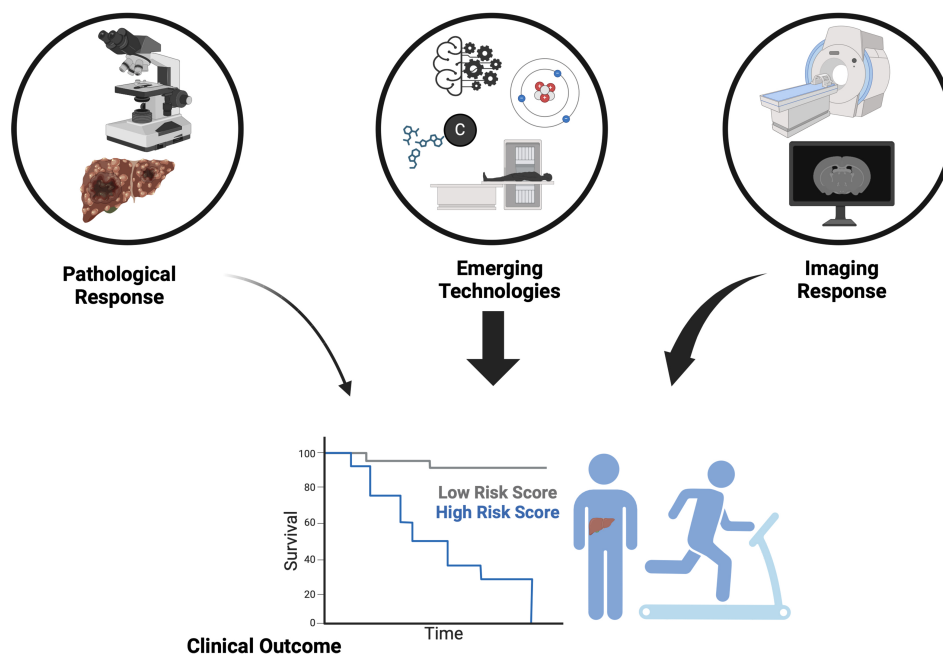 C
Pathological
Response
Emerging
Technologies
Imaging
Response
100
80
60
40
20
0
Survival
Low Risk Score
High Risk Score
Time
Clinical Outcome